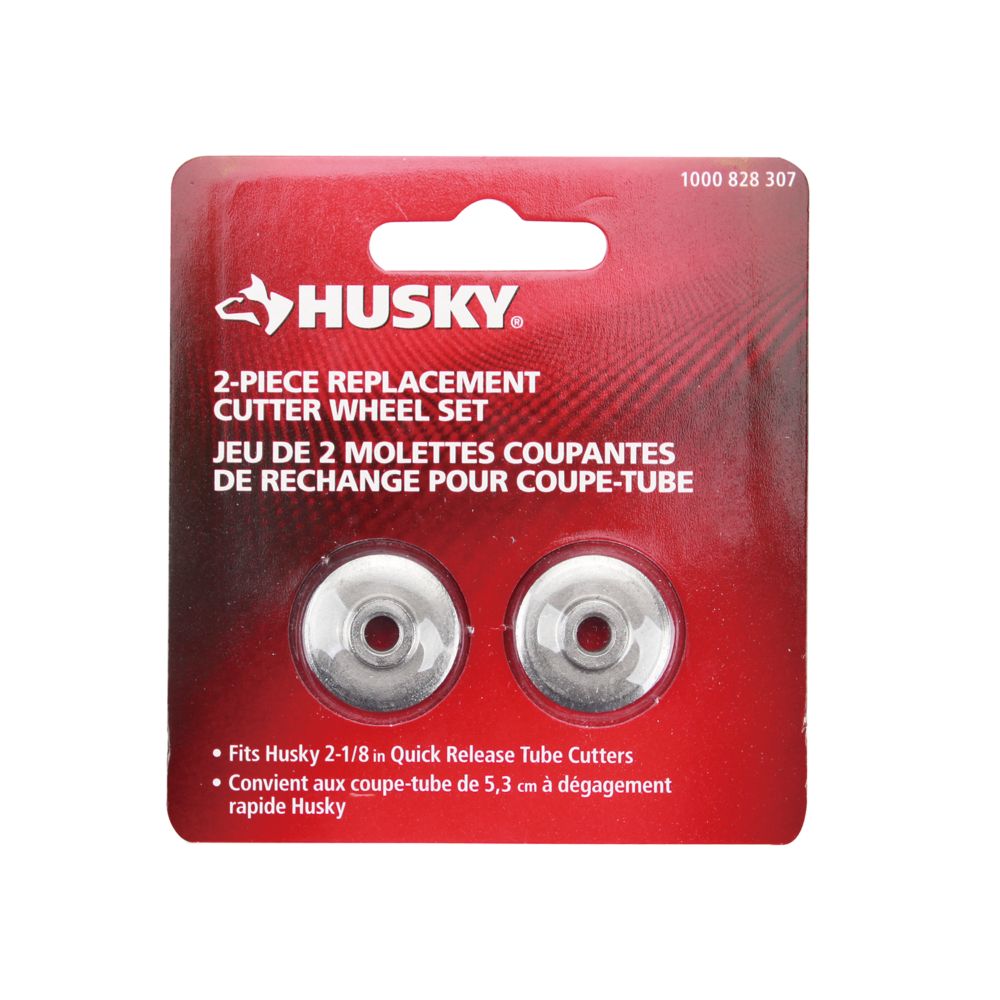 1000 828 307
HUSKY®
2-PIECE REPLACEMENT
CUTTER WHEEL SET
JEU DE 2 MOLETTES COUPANTES
DE RECHANGE POUR COUPE-TUBE
• Fits Husky 2-1/8 in Quick Release Tube Cutters
• Convient aux coupe-tube de 5,3 cm à dégagement
rapide Husky